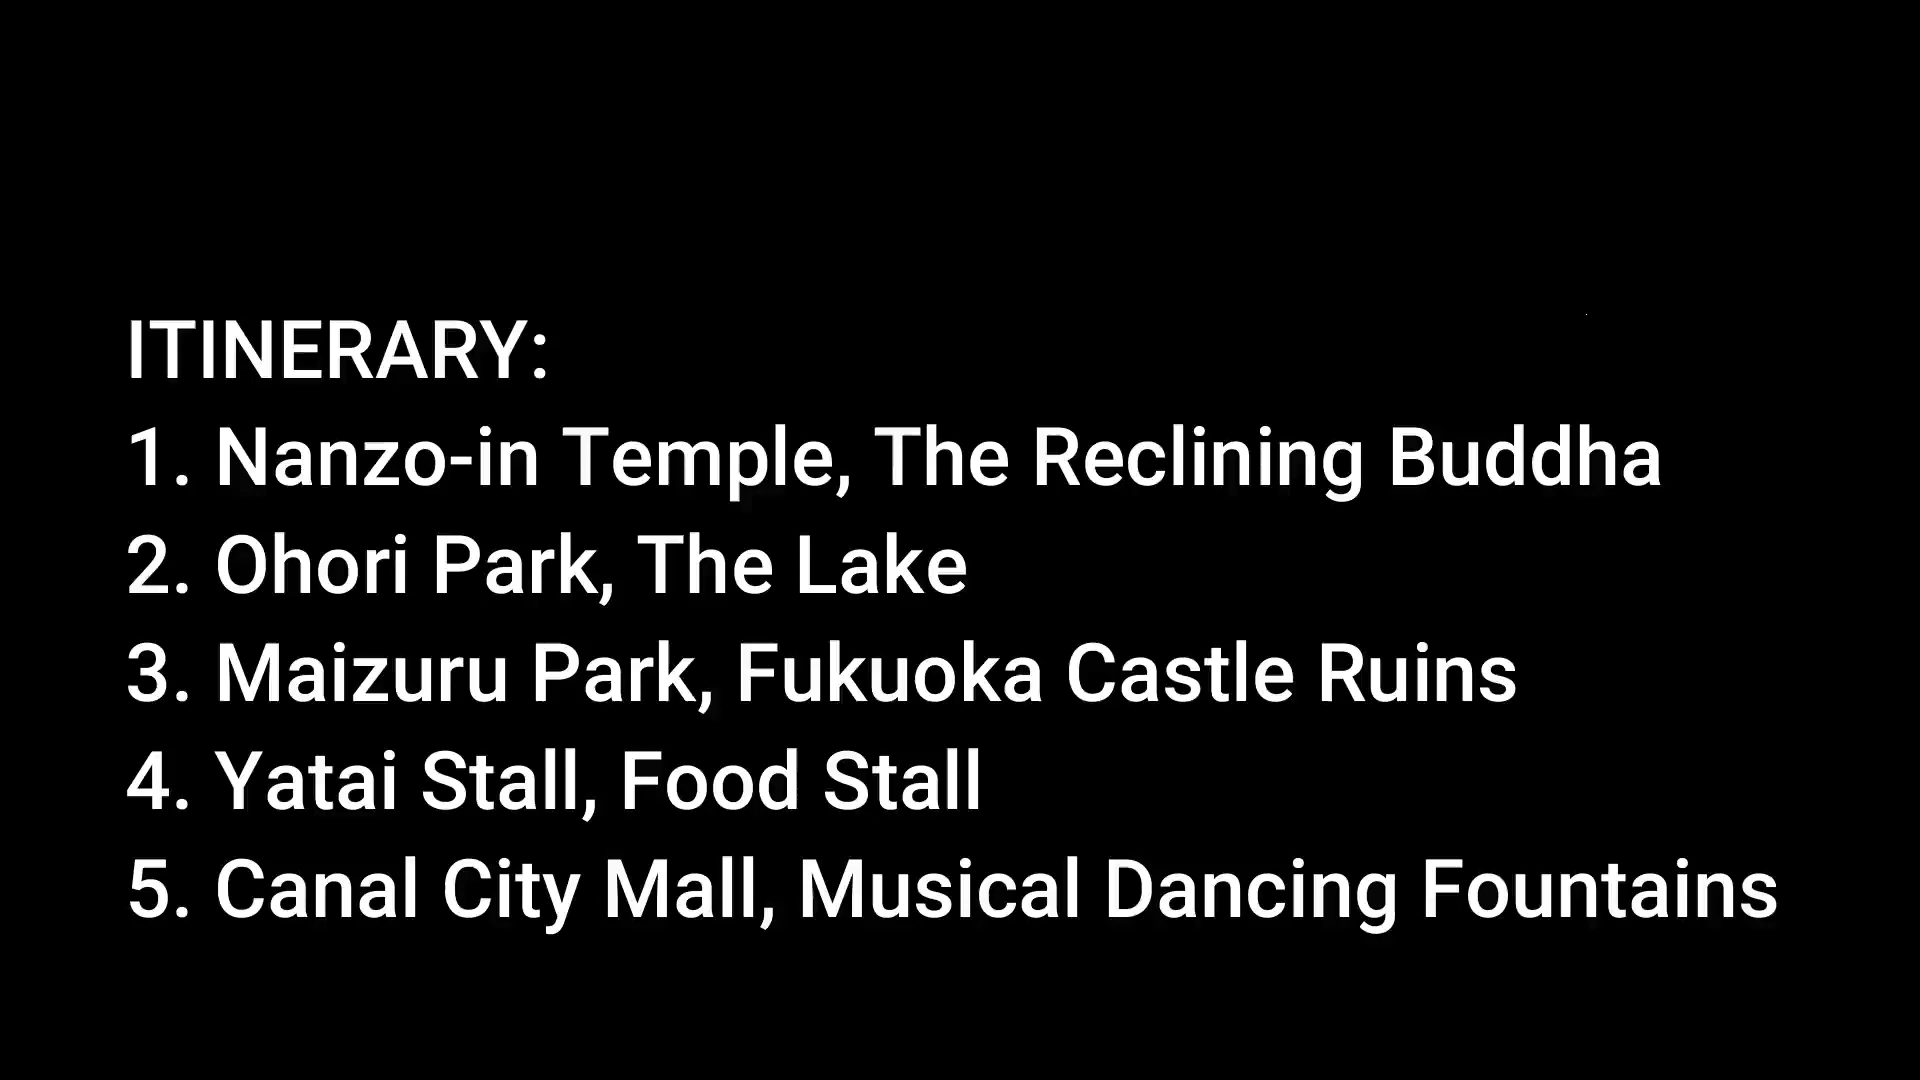 ITINERARY:
1. Nanzo-in Temple, The Reclining Buddha
2. Ohori Park, The Lake
3. Maizuru Park, Fukuoka Castle Ruins
4. Yatai Stall, Food Stall
5. Canal City Mall, Musical Dancing Fountains